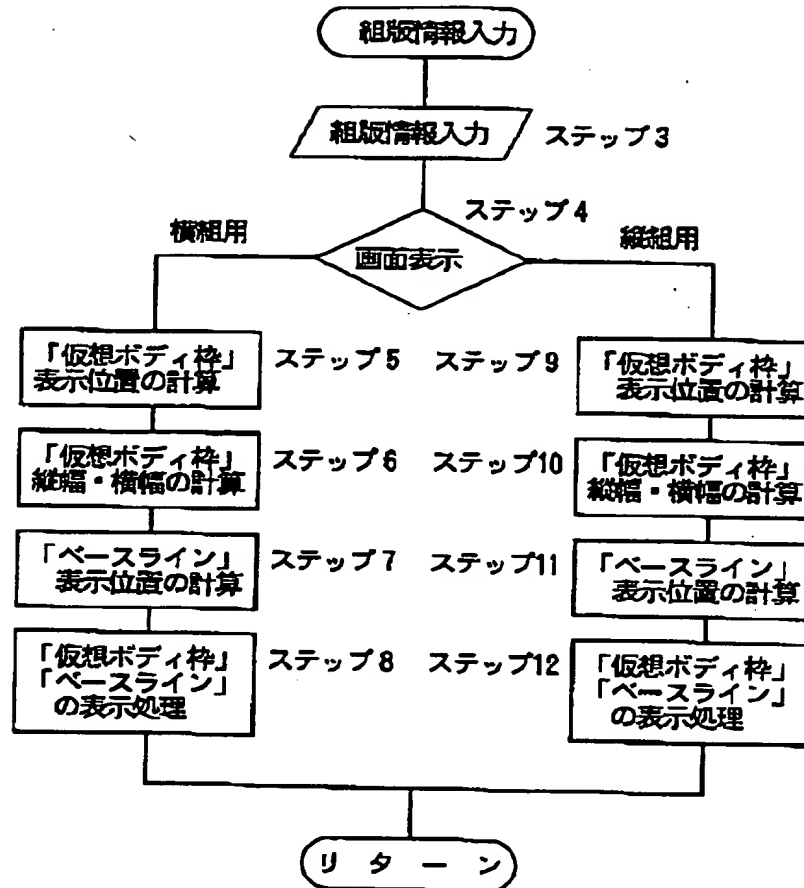 組版情報入力
組版情報入力
ステップ3
ステップ4
横組用
縦組用
画面表示
「仮想ボディ枠」
表示位置の計算
ステップ5
ステップ9
「仮想ボディ枠」
表示位置の計算
「仮想ボディ枠」
縦幅・横幅の計算
ステップ6
ステップ10
「仮想ボディ枠」
縦幅・横幅の計算
「ベースライン」
表示位置の計算
ステップ7
ステップ11
「ベースライン」
表示位置の計算
「仮想ボディ枠」
「ベースライン」
の表示処理
ステップ8
ステップ12
「仮想ボディ枠」
「ベースライン」
の表示処理
リターン